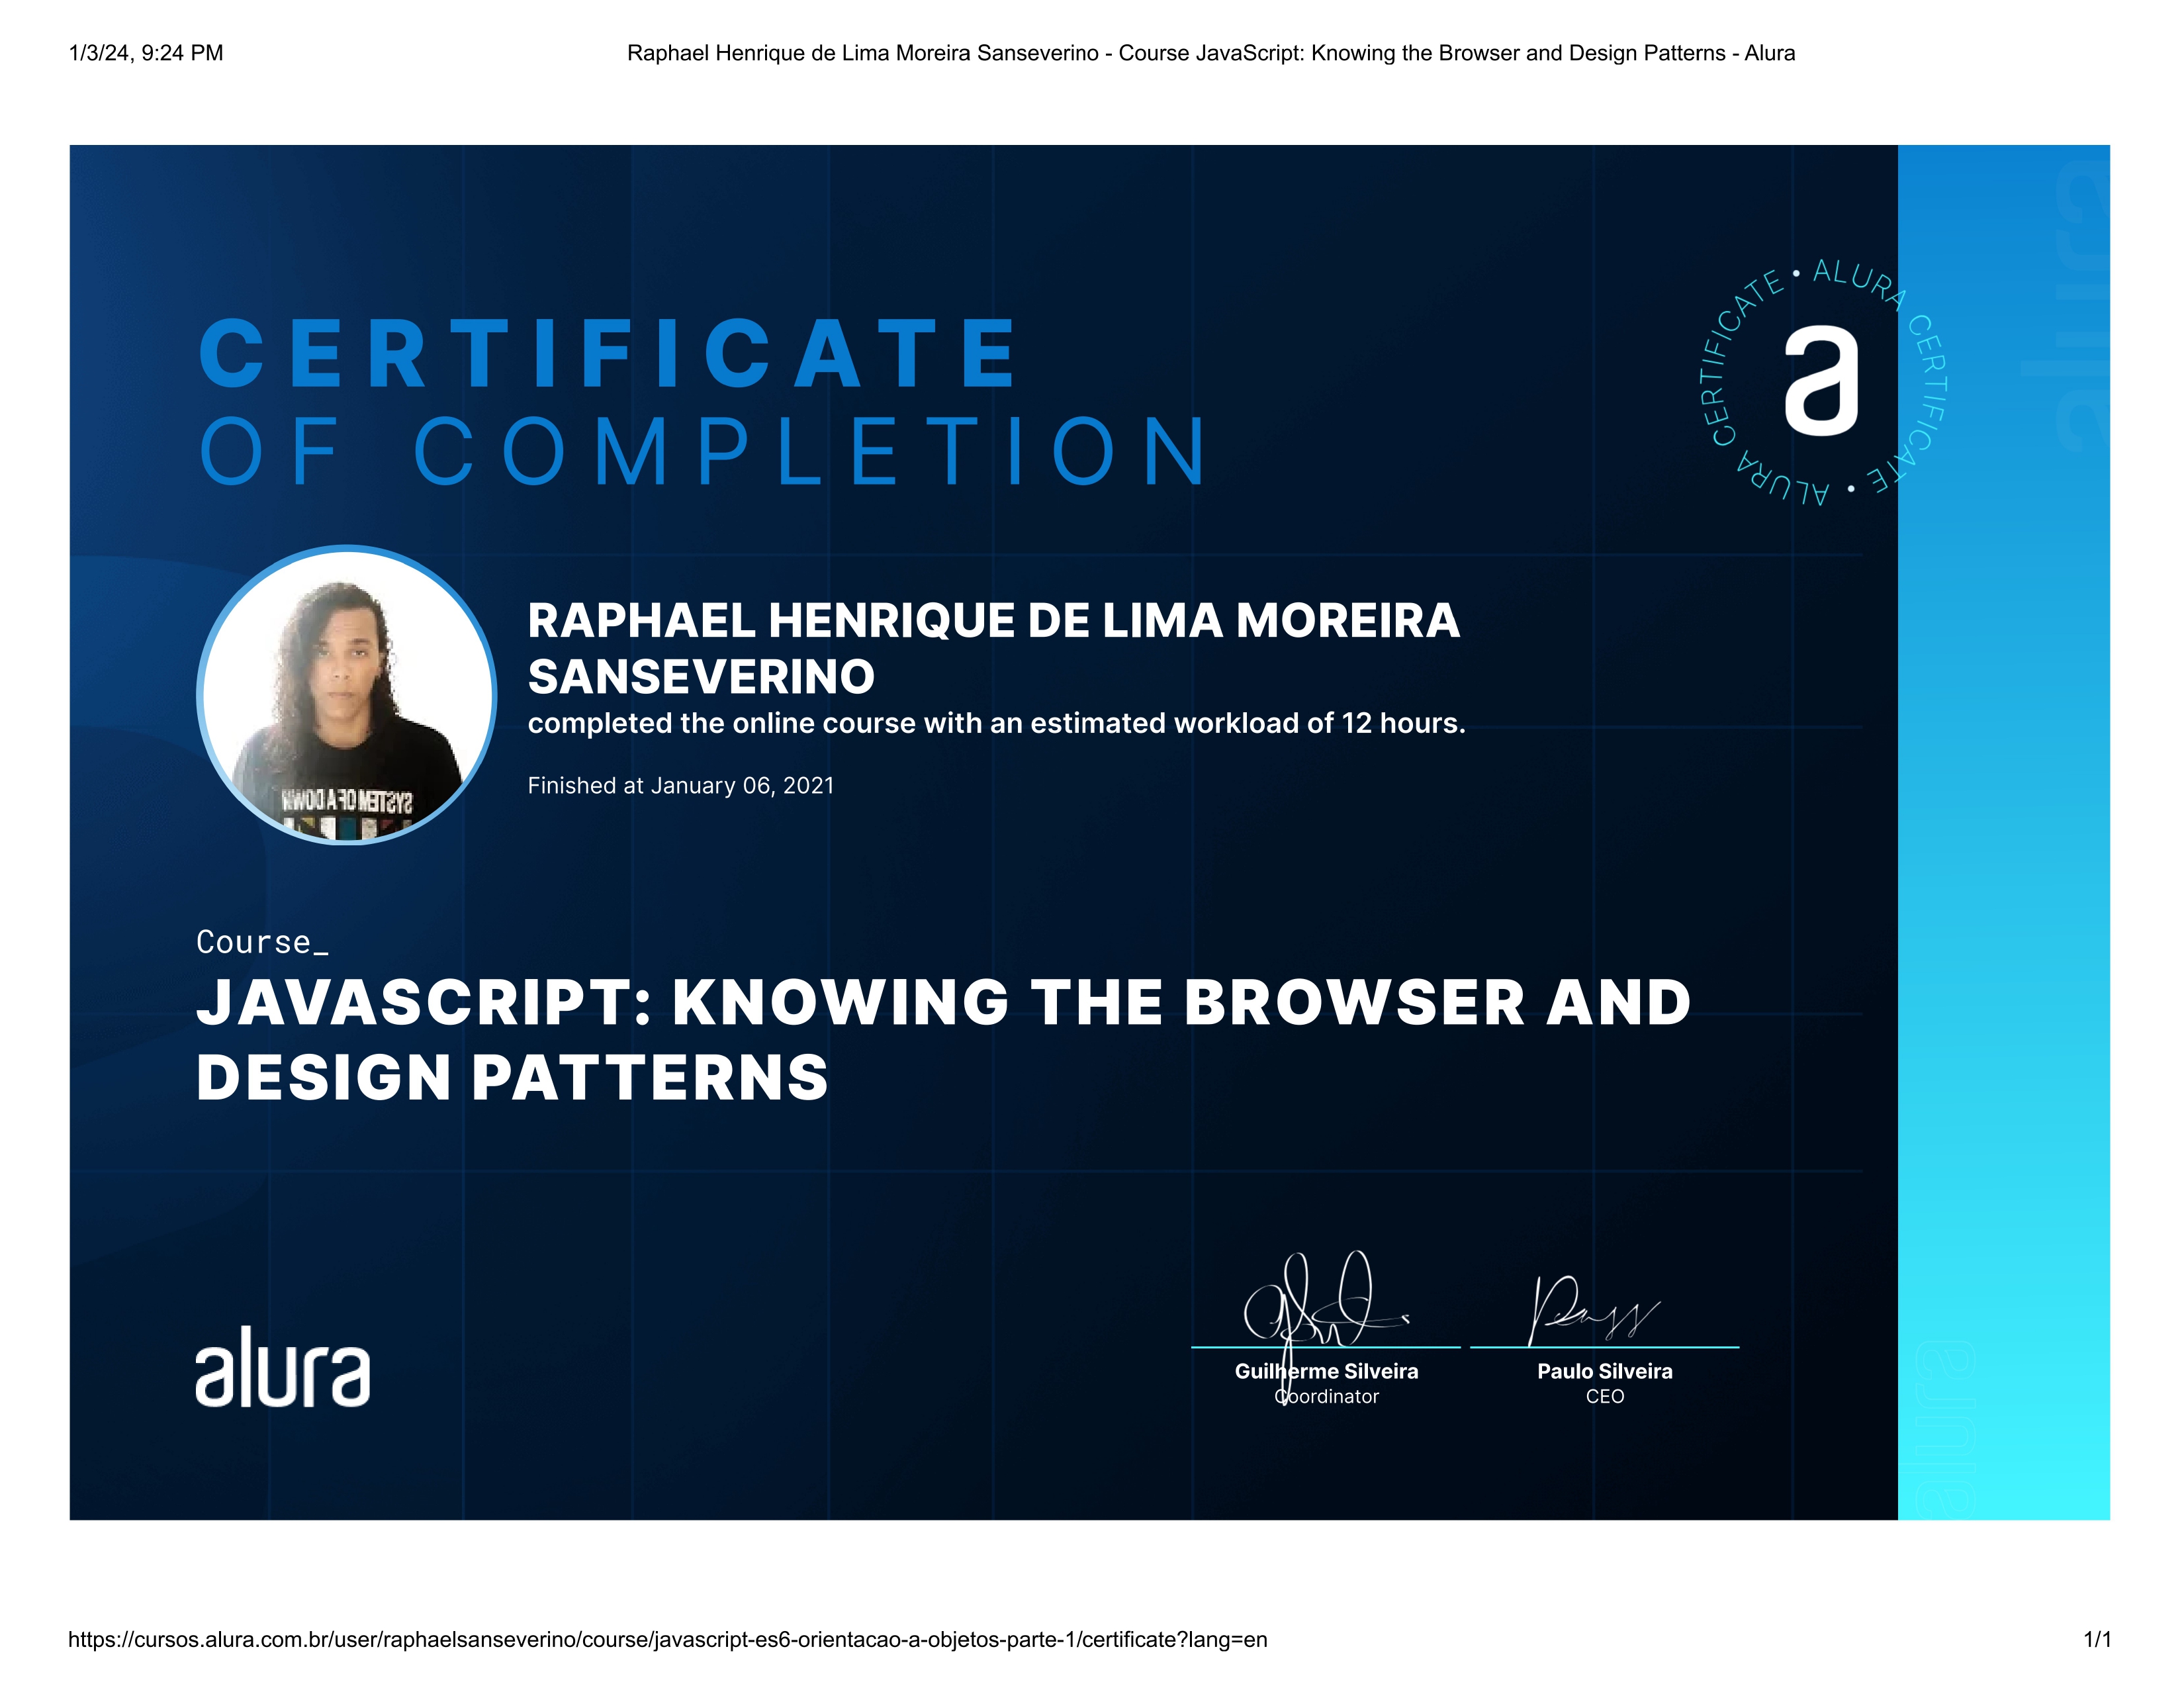 1/3/24, 9:24 PM
Raphael Henrique de Lima Moreira Sanseverino - Course JavaScript: Knowing the Browser and Design Patterns - Alura
CERTIFICATE
OF COMPLETION
ALURA CERTIFICATE • ALURA CERTIFICATE •
a
alura
RAPHAEL HENRIQUE DE LIMA MOREIRA
SANSEVERINO
completed the online course with an estimated workload of 12 hours.
Finished at January 06, 2021
SYSTEM OF A DOWN
Course_
JAVASCRIPT: KNOWING THE BROWSER AND
DESIGN PATTERNS
alura
Guilherme Silveira
Coordinator
Paulo Silveira
CEO
alura
https://cursos.alura.com.br/user/raphaelsanseverino/course/javascript-es6-orientacao-a-objetos-parte-1/certificate?lang=en
1/1